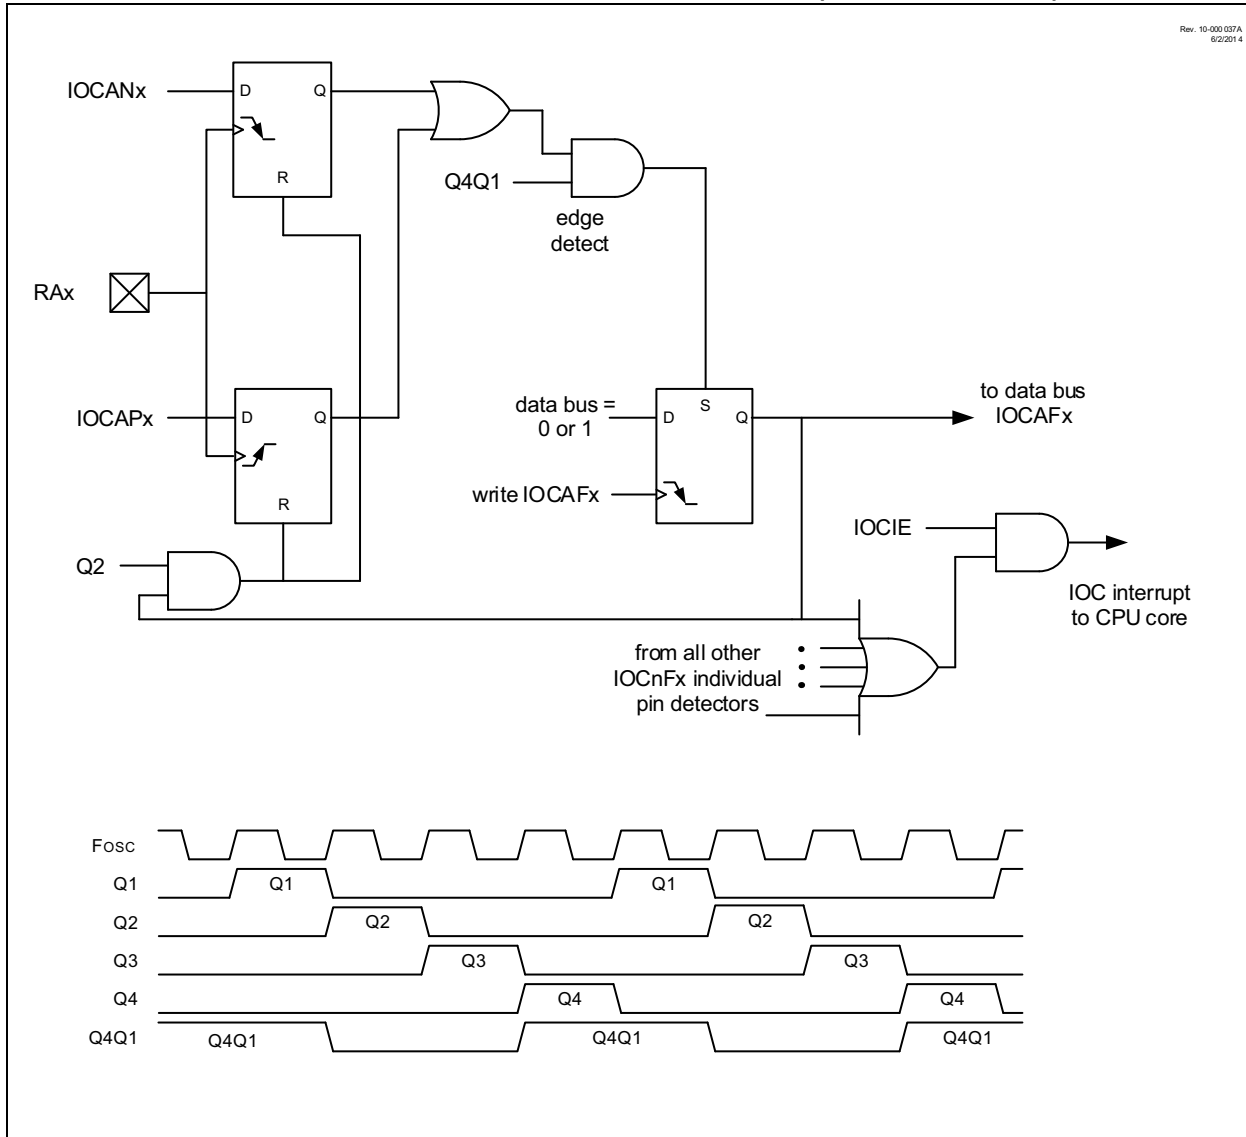 Rev. 10-000 037A
6/2/201 4
IOCANx
D
Q
R
Q4Q1
edge
detect
RAx
IOCAPx
D
Q
R
data bus =
0 or 1
D
S
Q
to data bus
IOCAFx
write IOCAFx
IOCIE
Q2
IOC interrupt
to CPU core
from all other
IOCnFx individual
pin detectors
Fosc
Q1
Q1
Q1
Q2
Q2
Q2
Q3
Q3
Q3
Q4
Q4
Q4
Q4Q1
Q4Q1
Q4Q1
Q4Q1